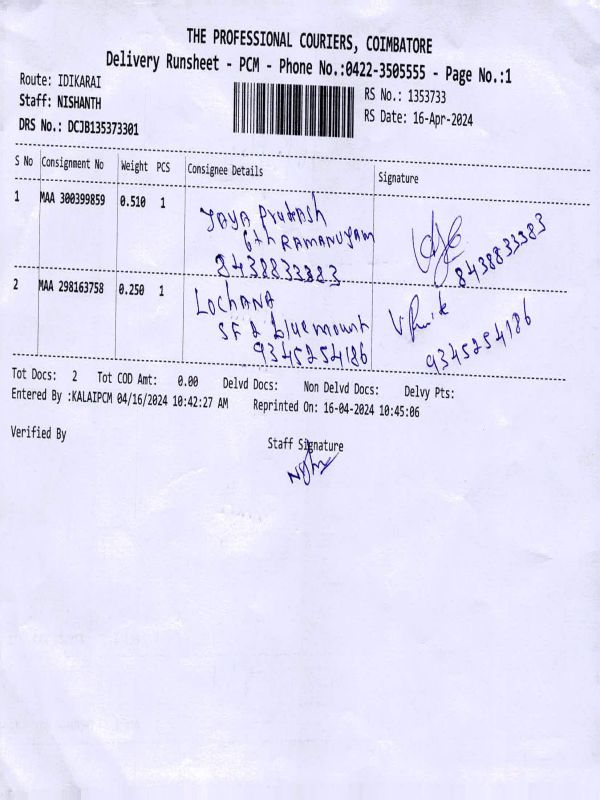 THE PROFESSIONAL COURIERS, COIMBATORE
Delivery Runsheet - PCM - Phone No.:0422-3505555 - Page No.:1
Route: IDIKARAI
RS No.: 1353733
Staff: NISHANTH
RS Date: 16-Apr-2024
DRS No.: DCJB135373301
S No Consignment No Weight PCS Consignee Details Signature
1 MAA 300399859 0.510 1
JAYA Prakash
6th RAMANUJAM
8438833383
8438833383
2 MAA 298163758 0.250 1
LOCHANA
SF 2 bluemount
9345254186
9345254186
Tot Docs: 2 Tot COD Amt: 0.00 Delvd Docs: Non Delvd Docs: Delvy Pts:
Entered By :KALAIPCM 04/16/2024 10:42:27 AM Reprinted On: 16-04-2024 10:45:06
Verified By
Staff Signature